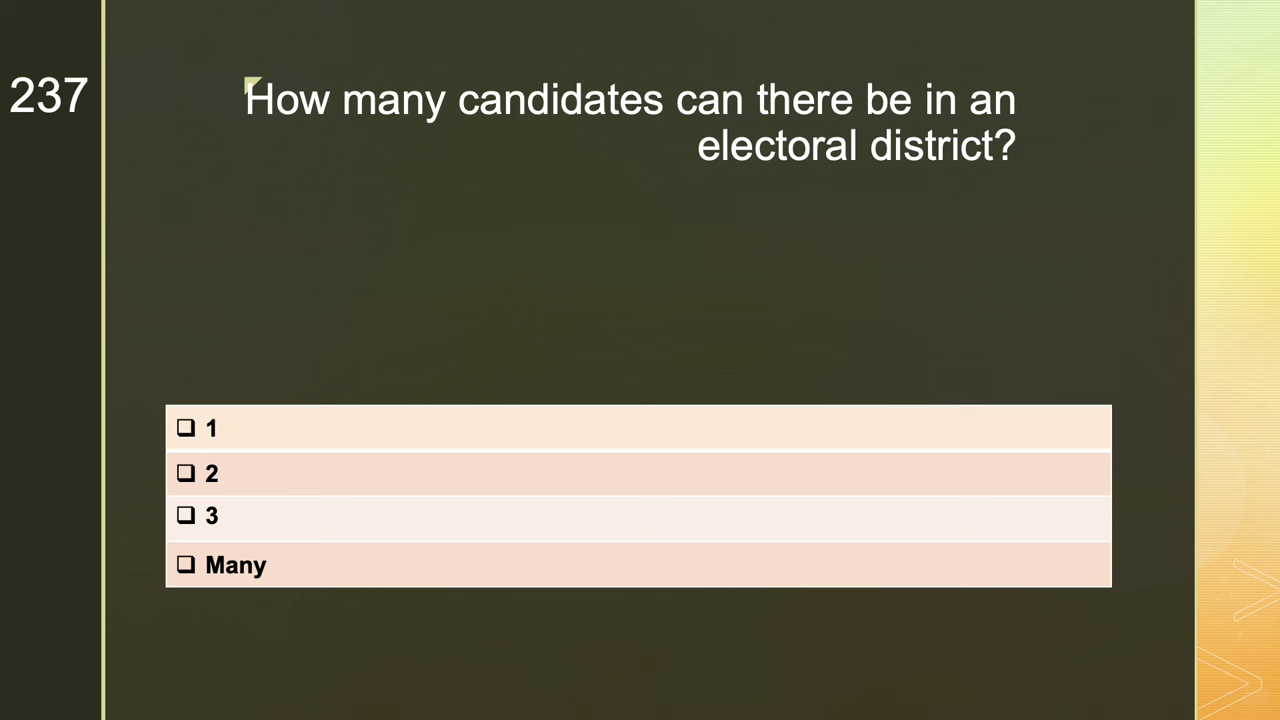 237
How many candidates can there be in an
electoral district?
❑ 1
❑ 2
❑ 3
❑ Many